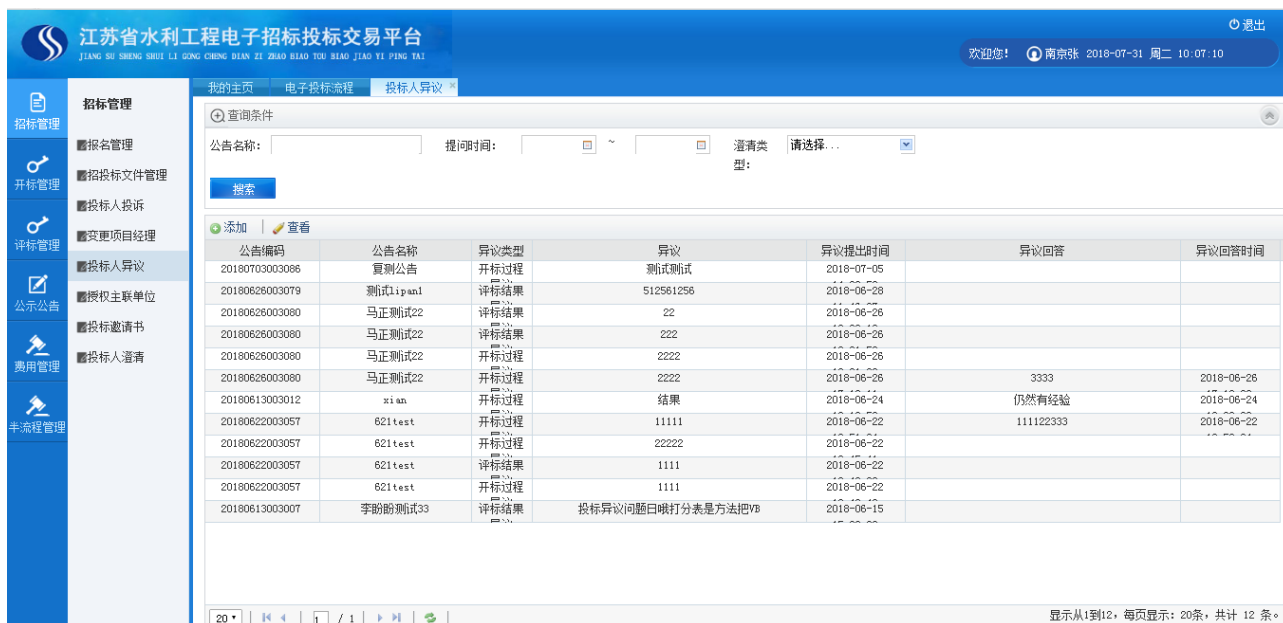 江苏省水利工程电子招标投标交易平台
JIANG SU SHENG SHUI LI GONG CHENG DIAN ZI ZHAO BIAO TOU BIAO JIAO YI PING TAI
退出
欢迎您! 南京张 2018-07-31 周二 10:07:10
我的主页 电子投标流程 投标人异议
招标管理
开标管理
评标管理
公示公告
费用管理
半流程管理
招标管理
报名管理
招投标文件管理
投标人投诉
变更项目经理
投标人异议
授权主联单位
投标邀请书
投标人澄清
查询条件
公告名称: 提问时间: ~ 澄清类型: 请选择...
搜索
添加 查看
公告编码 公告名称 异议类型 异议 异议提出时间 异议回答 异议回答时间
20180703003086 复测公告 开标过程 测试测试 2018-07-05
20180626003079 测试lipan1 评标结果 512561256 2018-06-28
20180626003080 马正测试22 评标结果 22 2018-06-26
20180626003080 马正测试22 评标结果 222 2018-06-26
20180626003080 马正测试22 开标过程 2222 2018-06-26
20180626003080 马正测试22 开标过程 2222 2018-06-26 3333 2018-06-26
20180613003012 xian 开标过程 结果 2018-06-24 仍然有经验 2018-06-24
20180622003057 621test 开标过程 11111 2018-06-22 111122333 2018-06-22
20180622003057 621test 开标过程 22222 2018-06-22
20180622003057 621test 评标结果 1111 2018-06-22
20180622003057 621test 开标过程 1111 2018-06-22
20180613003007 李盼盼测试33 评标结果 投标异议问题日哦打分表是方法把VB 2018-06-15
20 1 / 1 显示从1到12，每页显示: 20条，共计 12 条。